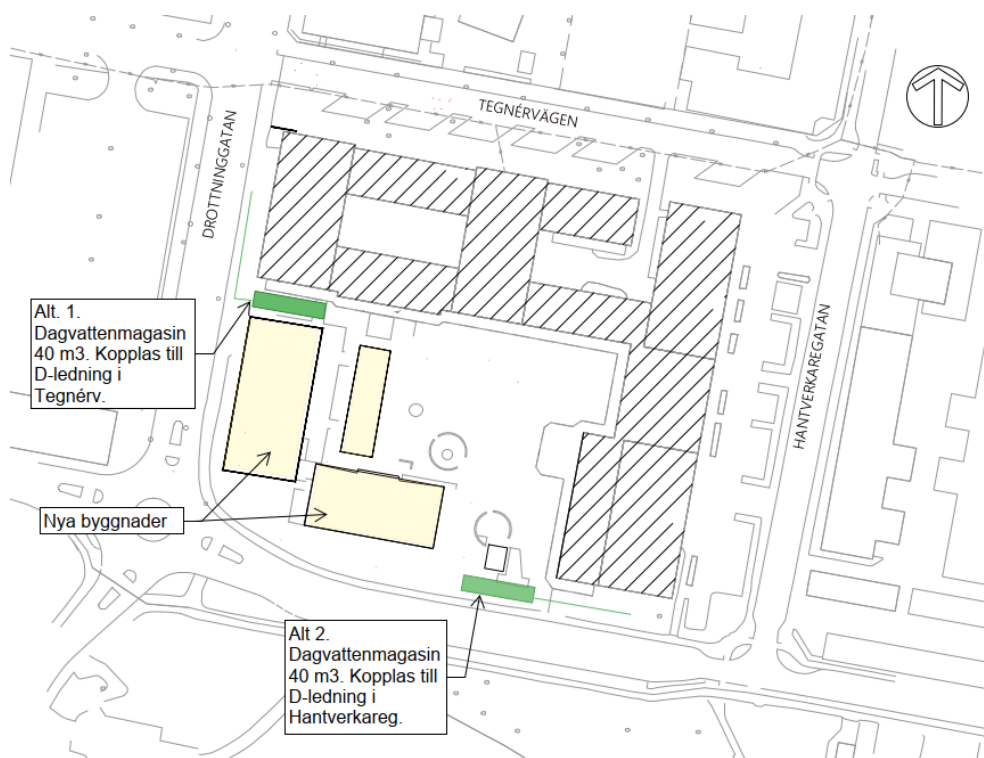 TEGNÉRVÄGEN
DROTTNINGGATAN
HANTVERKAREGATAN
Alt. 1.
Dagvattenmagasin
40 m3. Kopplas till
D-ledning i
Tegnérv.
Nya byggnader
Alt 2.
Dagvattenmagasin
40 m3. Kopplas till
D-ledning i
Hantverkareg.